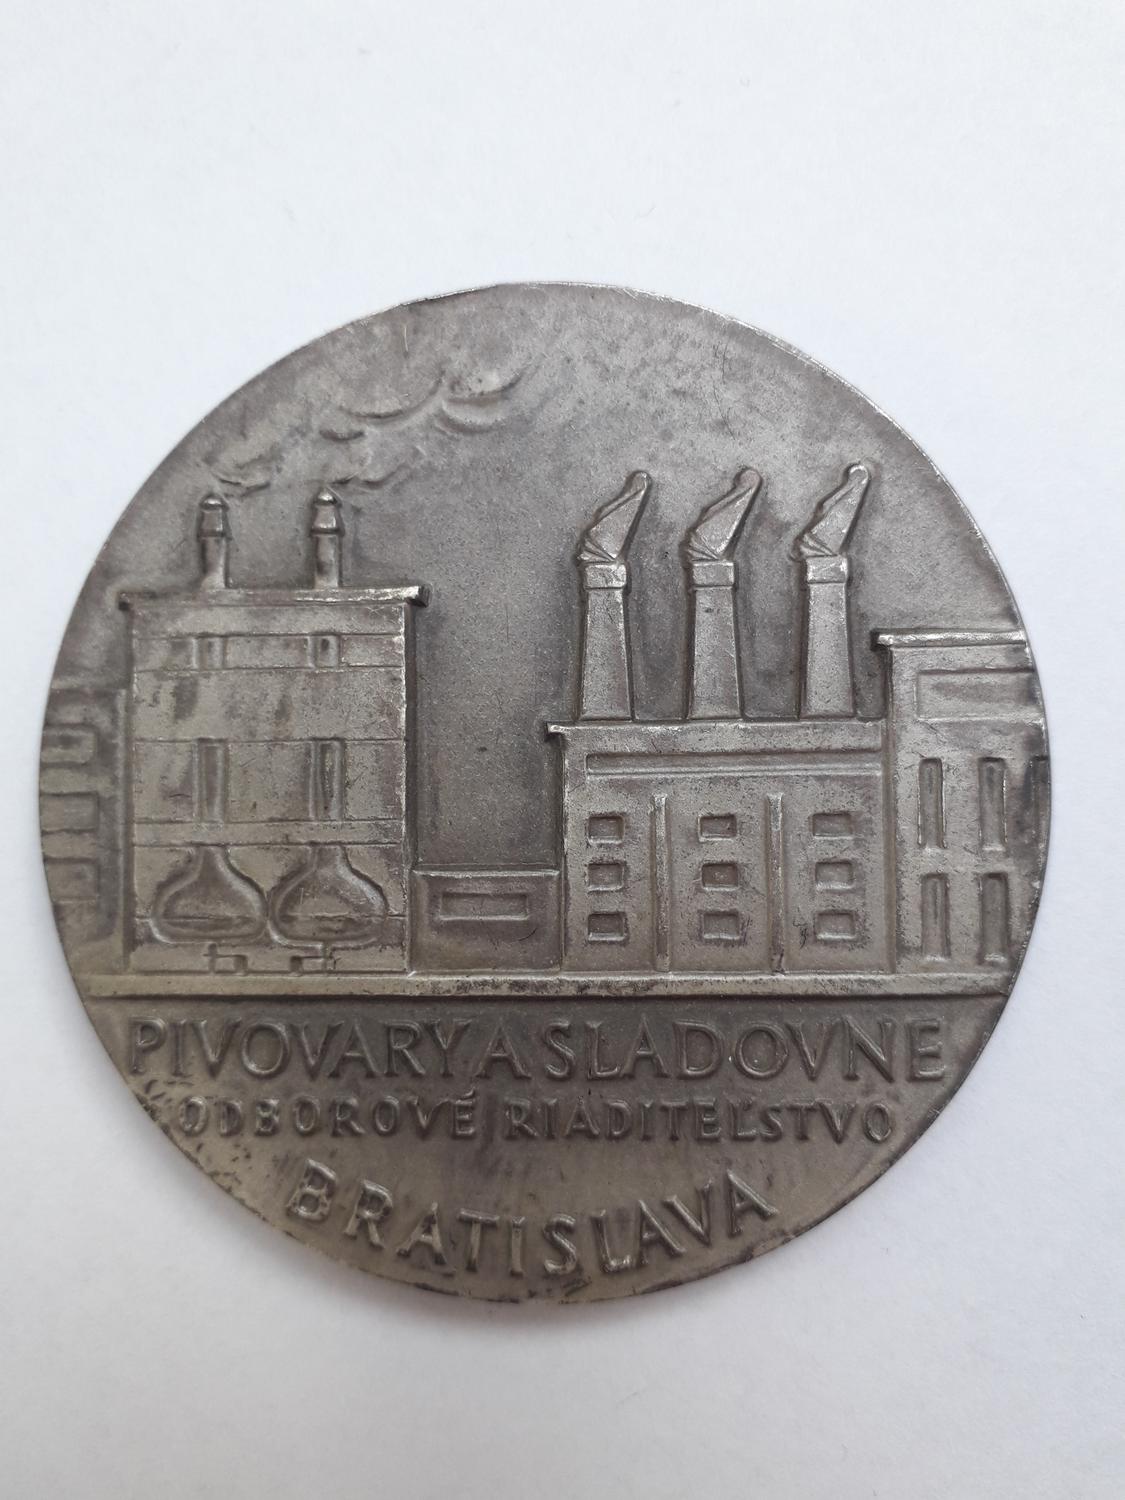 PIVOVARY A SLADOVNE
ODBOROVÉ RIADITEĽSTVO
BRATISLAVA